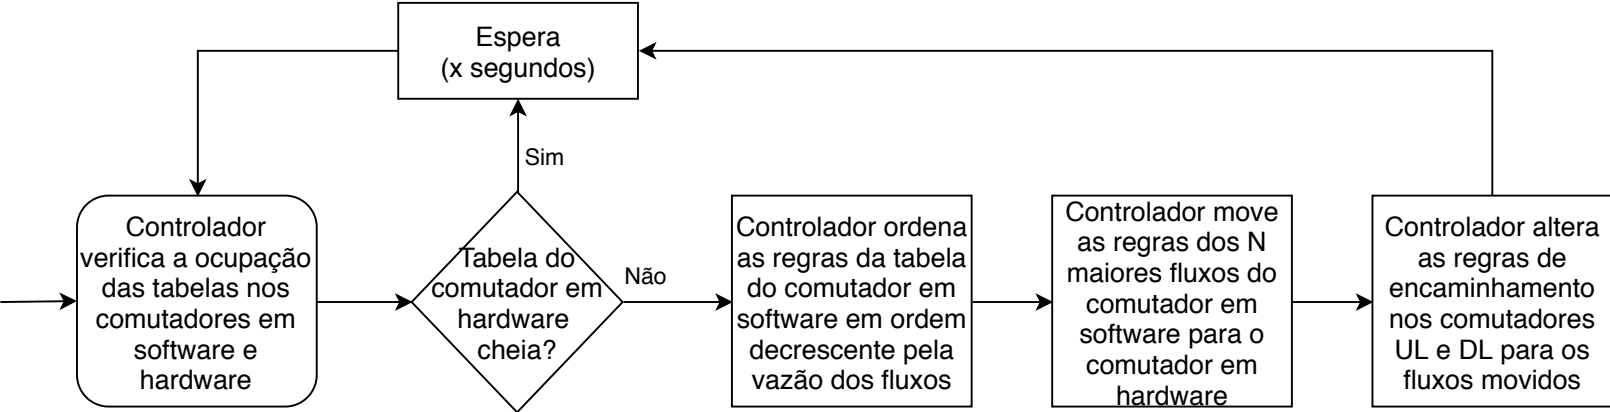 Espera
(x segundos)
Sim
Controlador
verifica a ocupação
das tabelas nos
comutadores em
software e
hardware
Tabela do
comutador em
hardware
cheia?
Não
Controlador ordena
as regras da tabela
do comutador em
software em ordem
decrescente pela
vazão dos fluxos
Controlador move
as regras dos N
maiores fluxos do
comutador em
software para o
comutador em
hardware
Controlador altera
as regras de
encaminhamento
nos comutadores
UL e DL para os
fluxos movidos